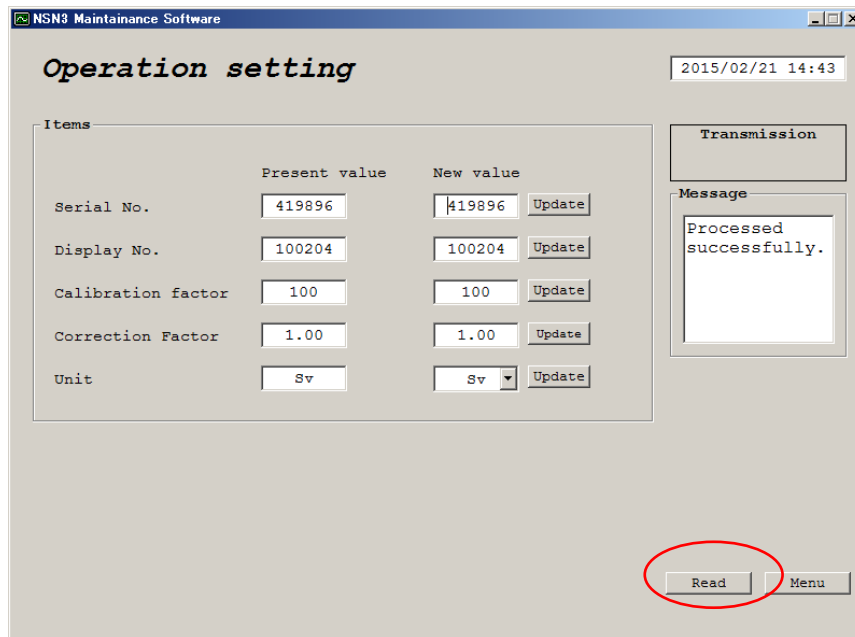 NSN3 Maintainance Software
Operation setting
2015/02/21 14:43
Items
Transmission
Present value New value
Message
Serial No. 419896 419896 Update
Processed
successfully.
Display No. 100204 100204 Update
Calibration factor 100 100 Update
Correction Factor 1.00 1.00 Update
Unit Sv Sv Update
Read Menu